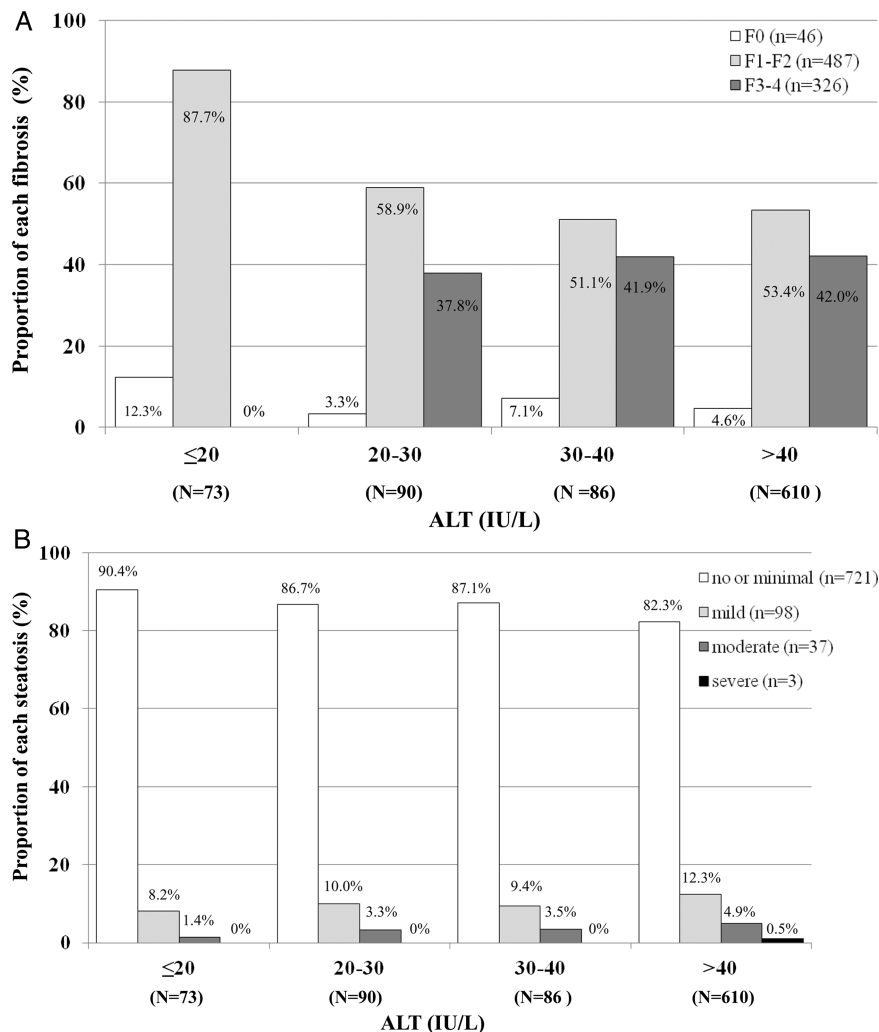 A
100
80
60
40
20
0
Proportion of each fibrosis (%)
F0 (n=46)
F1-F2 (n=487)
F3-4 (n=326)
12.3%
87.7%
0%
3.3%
58.9%
37.8%
7.1%
51.1%
41.9%
4.6%
53.4%
42.0%
≤20
20-30
30-40
>40
(N=73)
(N=90)
(N =86)
(N=610 )
ALT (IU/L)
B
100
80
60
40
20
0
Proportion of each steatosis (%)
no or minimal (n=721)
mild (n=98)
moderate (n=37)
severe (n=3)
90.4%
8.2%
1.4%
0%
86.7%
10.0%
3.3%
0%
87.1%
9.4%
3.5%
0%
82.3%
12.3%
4.9%
0.5%
≤20
20-30
30-40
>40
(N=73)
(N=90)
(N=86 )
(N=610)
ALT (IU/L)